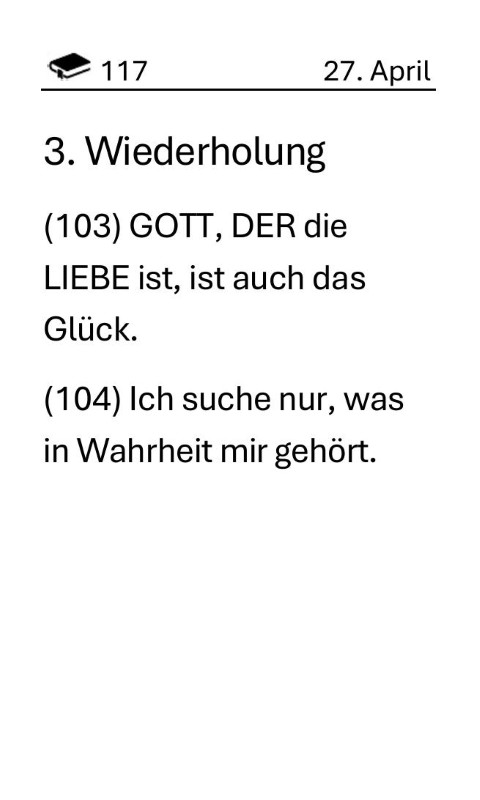 117 27. April
3. Wiederholung
(103) GOTT, DER die
LIEBE ist, ist auch das
Glück.
(104) Ich suche nur, was
in Wahrheit mir gehört.